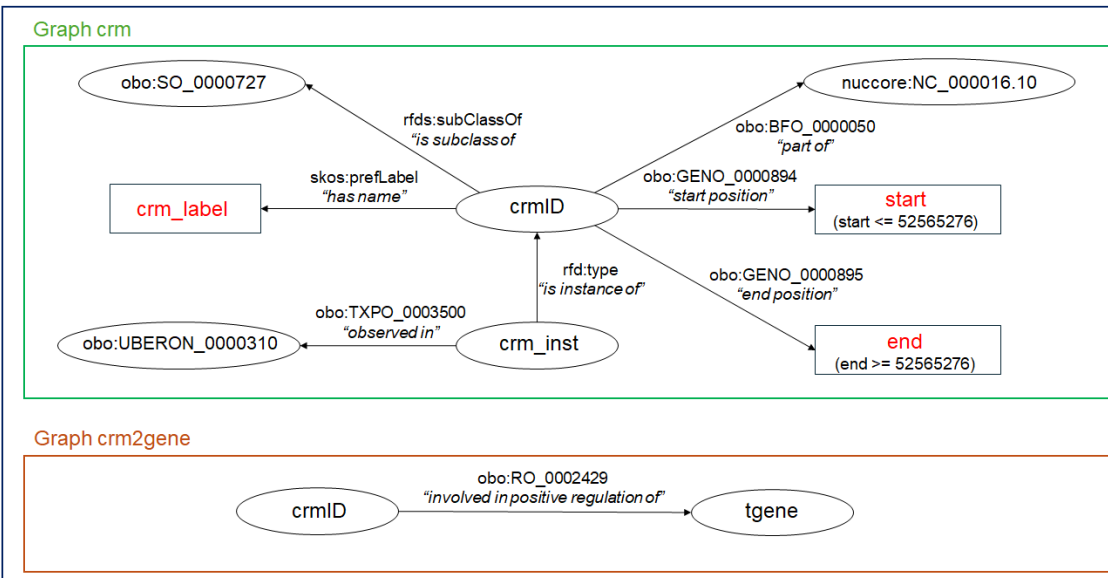 Graph crm
obo:SO_0000727
nuccore:NC_000016.10
rfds:subClassOf
“is subclass of
obo:BFO_0000050
“part of”
skos:prefLabel
“has name”
obo:GENO_0000894
“start position”
crm_label
crmID
start
(start <= 52565276)
rfd:type
“is instance of”
obo:GENO_0000895
“end position”
obo:TXPO_0003500
“observed in”
obo:UBERON_0000310
crm_inst
end
(end >= 52565276)
Graph crm2gene
obo:RO_0002429
“involved in positive regulation of”
crmID
tgene